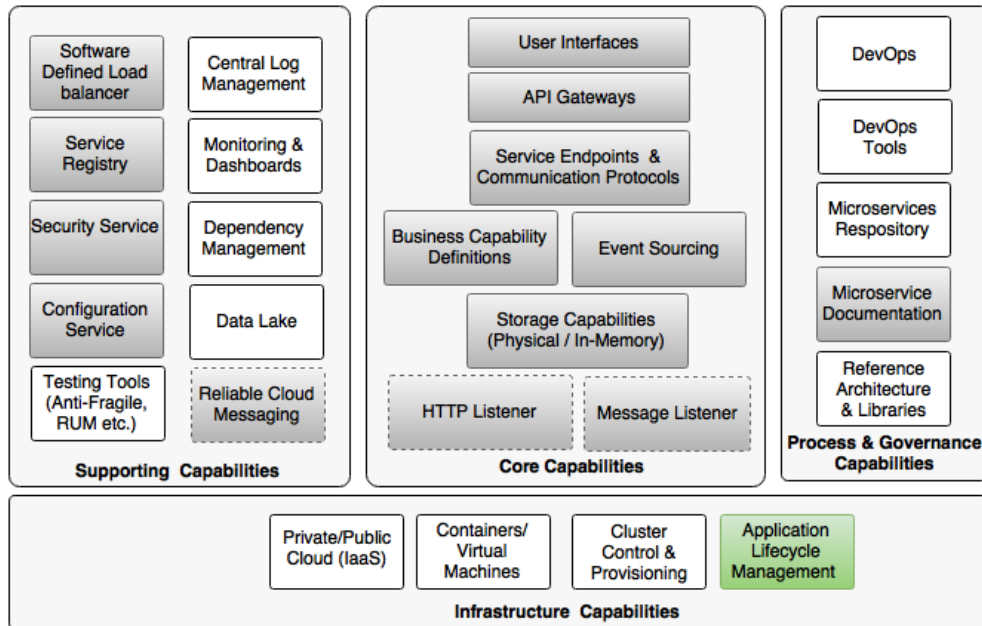 Software
Defined Load
balancer
Central Log
Management
Service
Registry
Monitoring &
Dashboards
Security Service
Dependency
Management
Configuration
Service
Data Lake
Testing Tools
(Anti-Fragile,
RUM etc.)
Reliable Cloud
Messaging
Supporting Capabilities
User Interfaces
API Gateways
Service Endpoints &
Communication Protocols
Business Capability
Definitions
Event Sourcing
Storage Capabilities
(Physical / In-Memory)
HTTP Listener
Message Listener
Core Capabilities
DevOps
DevOps
Tools
Microservices
Respository
Microservice
Documentation
Reference
Architecture
& Libraries
Process & Governance
Capabilities
Private/Public
Cloud (IaaS)
Containers/
Virtual
Machines
Cluster
Control &
Provisioning
Application
Lifecycle
Management
Infrastructure Capabilities